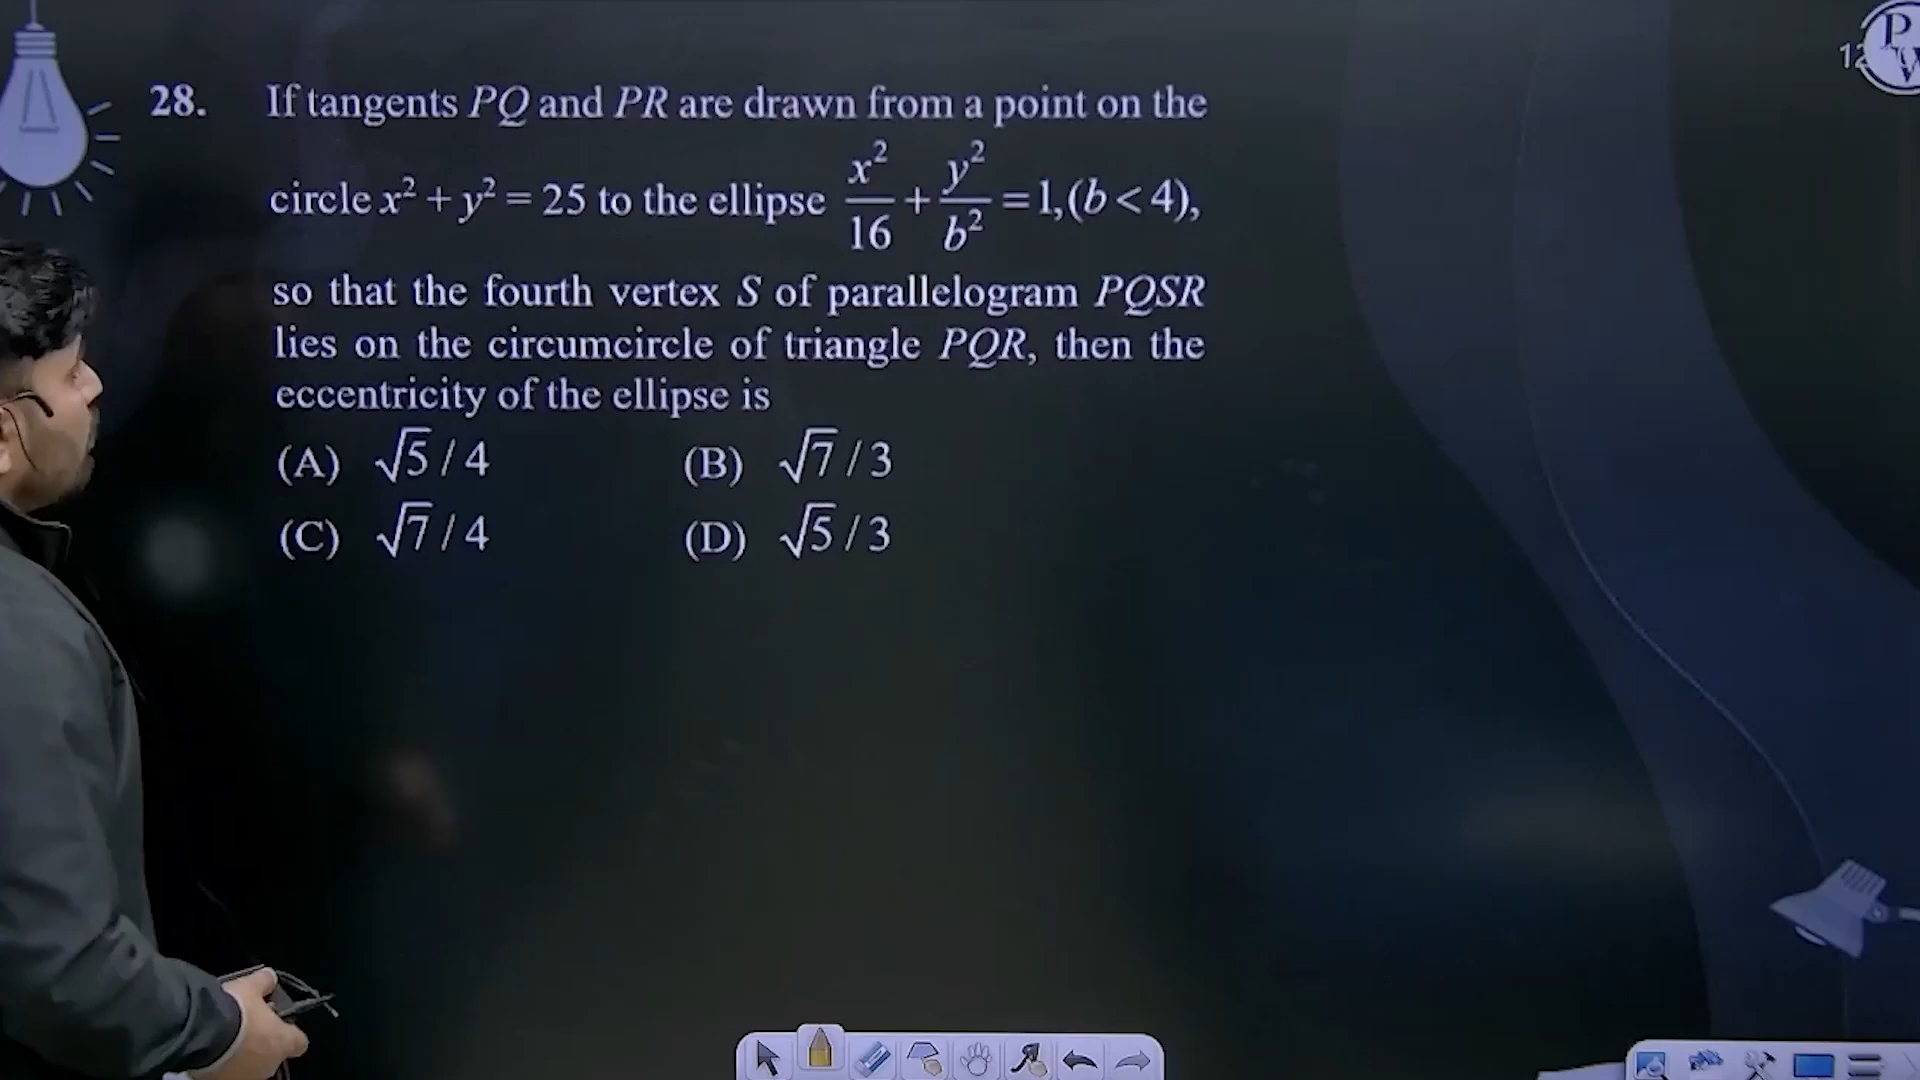 12
P
W
28. If tangents PQ and PR are drawn from a point on the
circle x² + y² = 25 to the ellipse x²/16 + y²/b² = 1, (b < 4),
so that the fourth vertex S of parallelogram PQSR
lies on the circumcircle of triangle PQR, then the
eccentricity of the ellipse is
(A) √5 / 4 (B) √7 / 3
(C) √7 / 4 (D) √5 / 3